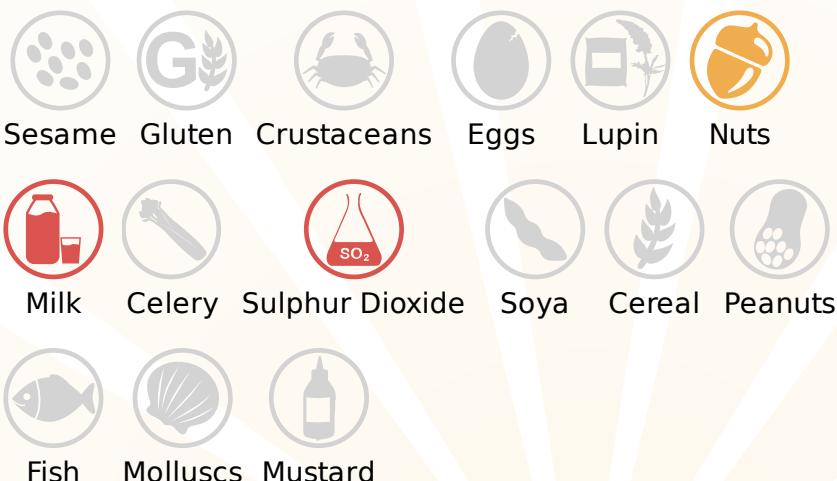 G
Sesame Gluten Crustaceans Eggs Lupin Nuts
SO₂
Milk Celery Sulphur Dioxide Soya Cereal Peanuts
Fish Molluscs Mustard